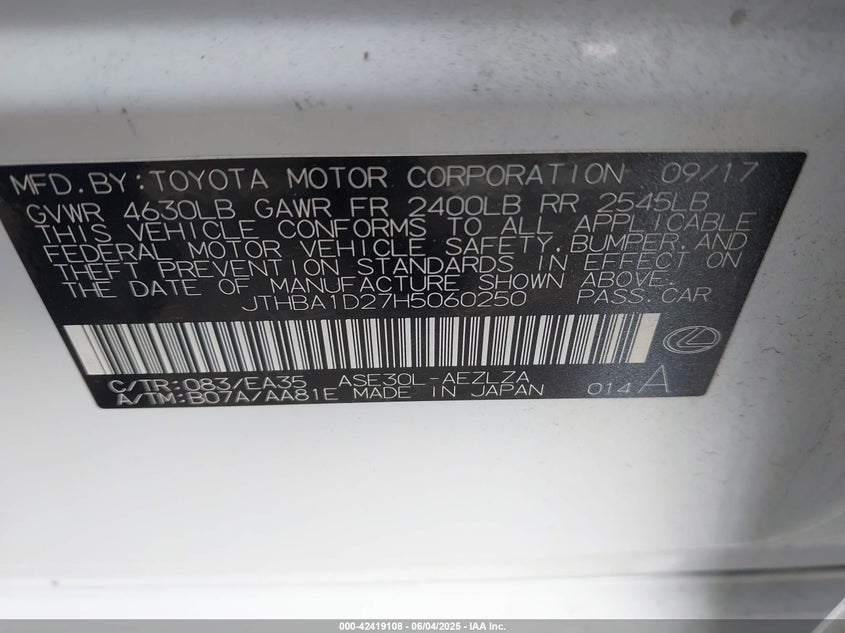 MFD. BY: TOYOTA MOTOR CORPORATION 09/17
GVWR 4630LB GAWR FR 2400LB RR 2545LB
THIS VEHICLE CONFORMS TO ALL APPLICABLE
FEDERAL MOTOR VEHICLE SAFETY, BUMPER, AND
THEFT PREVENTION STANDARDS IN EFFECT ON
THE DATE OF MANUFACTURE SHOWN ABOVE.
JTHBA1D27H5060250 PASS. CAR
C/TR: 083/EA35 ASE30L-AEZLZA
A/TM: B07A/AA81E MADE IN JAPAN 014 A
000-42419108 - 06/04/2025 - IAA Inc.